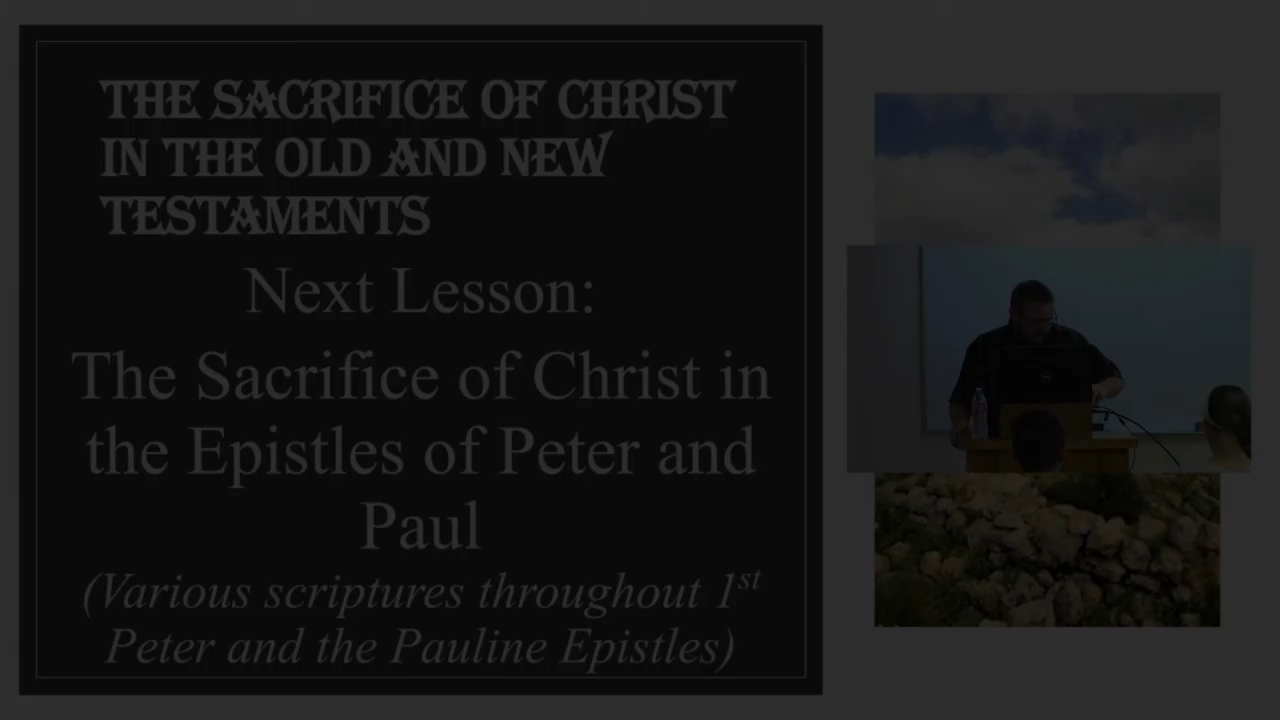 THE SACRIFICE OF CHRIST
IN THE OLD AND NEW
TESTAMENTS
Next Lesson:
The Sacrifice of Christ in
the Epistles of Peter and
Paul
(Various scriptures throughout 1st
Peter and the Pauline Epistles)